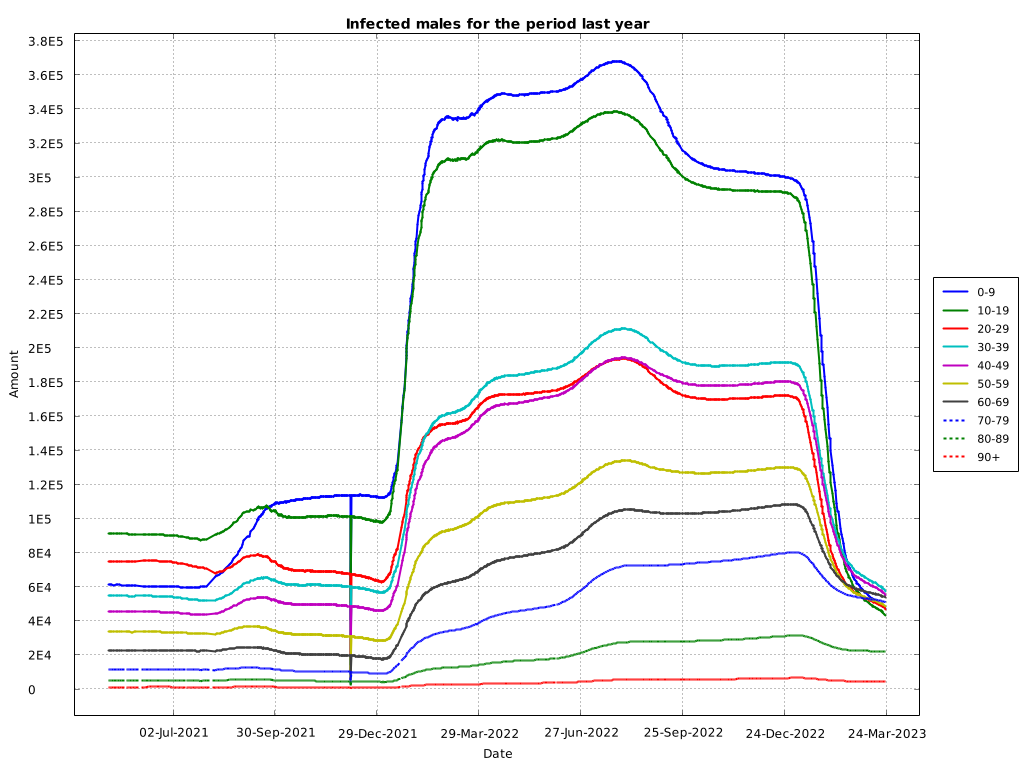 Infected males for the period last year
3.8E5
3.6E5
3.4E5
3.2E5
3E5
2.8E5
2.6E5
2.4E5
2.2E5
2E5
1.8E5
1.6E5
1.4E5
1.2E5
1E5
8E4
6E4
4E4
2E4
0
Amount
02-Jul-2021 30-Sep-2021 29-Dec-2021 29-Mar-2022 27-Jun-2022 25-Sep-2022 24-Dec-2022 24-Mar-2023
Date
0-9
10-19
20-29
30-39
40-49
50-59
60-69
70-79
80-89
90+